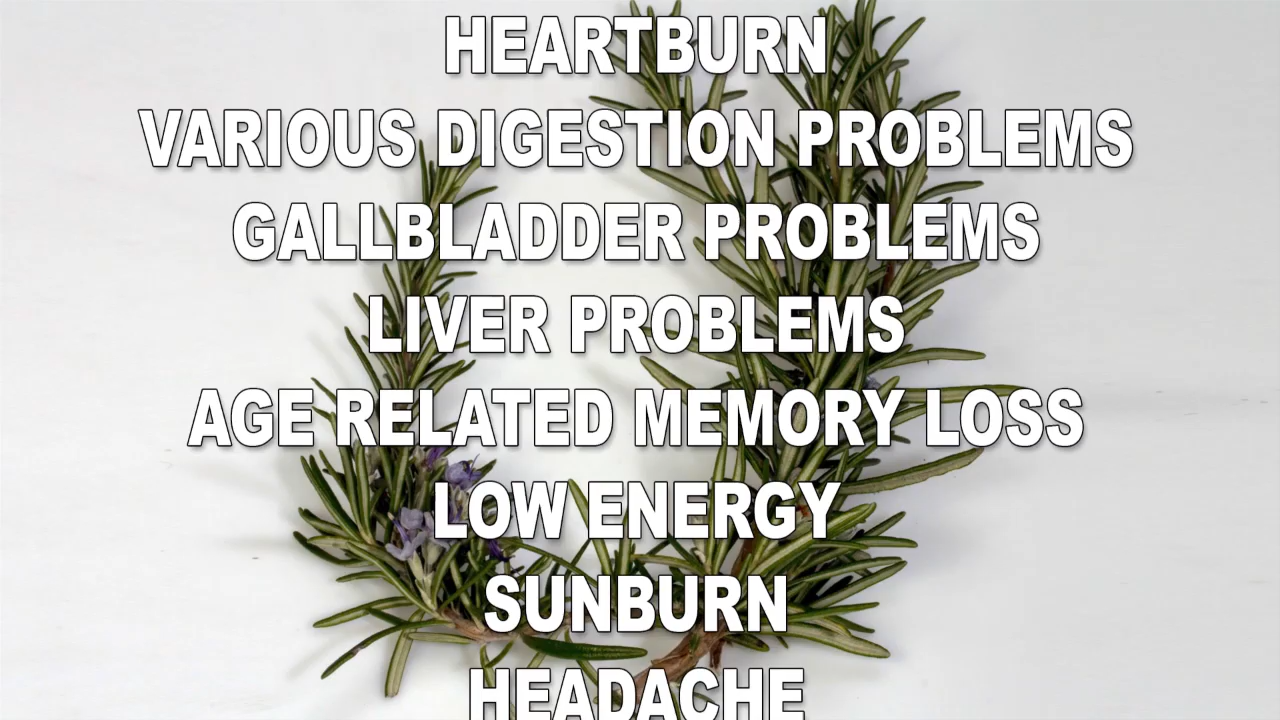 HEARTBURN
VARIOUS DIGESTION PROBLEMS
GALLBLADDER PROBLEMS
LIVER PROBLEMS
AGE RELATED MEMORY LOSS
LOW ENERGY
SUNBURN
HEADACHE